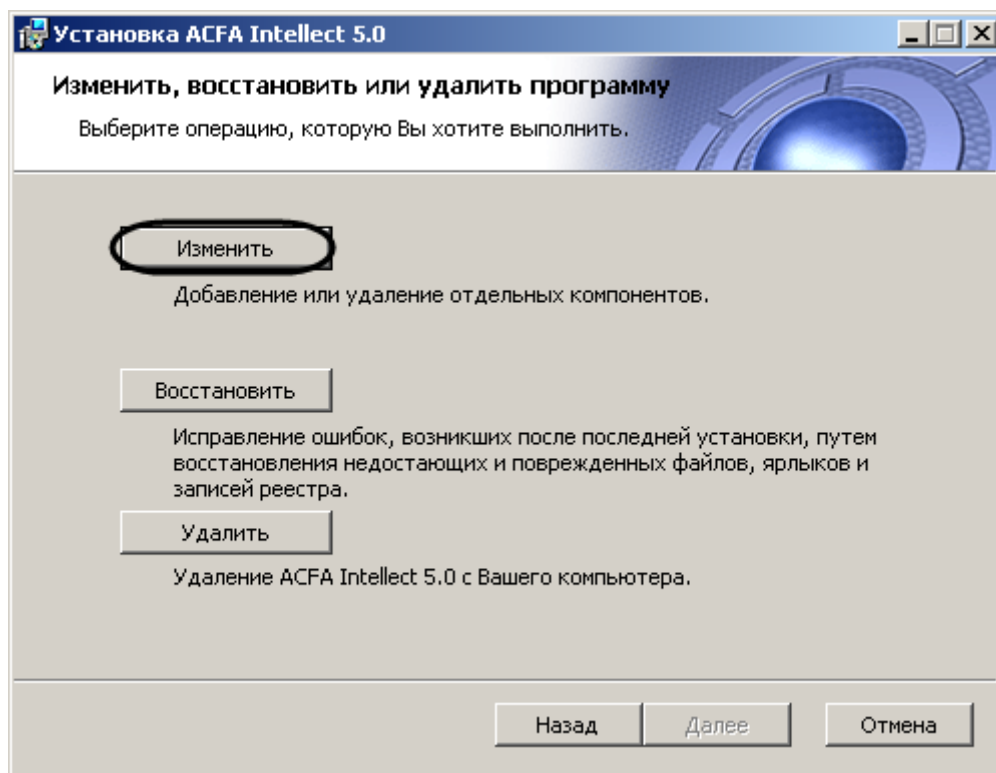 Установка ACFA Intellect 5.0
Изменить, восстановить или удалить программу
Выберите операцию, которую Вы хотите выполнить.
Изменить
Добавление или удаление отдельных компонентов.
Восстановить
Исправление ошибок, возникших после последней установки, путем
восстановления недостающих и поврежденных файлов, ярлыков и
записей реестра.
Удалить
Удаление ACFA Intellect 5.0 с Вашего компьютера.
Назад Далее Отмена